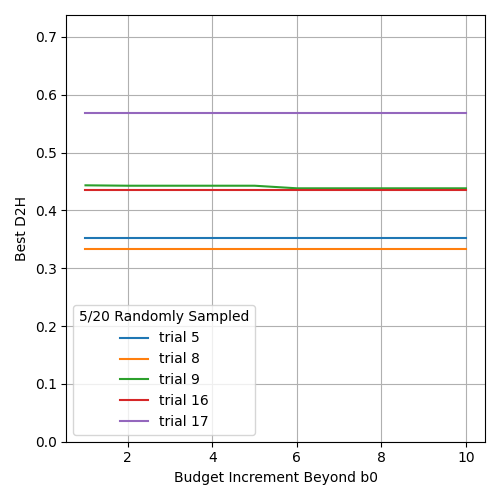 0.7
0.6
0.5
0.4
0.3
0.2
0.1
0.0
Best D2H
5/20 Randomly Sampled
trial 5
trial 8
trial 9
trial 16
trial 17
2 4 6 8 10
Budget Increment Beyond b0